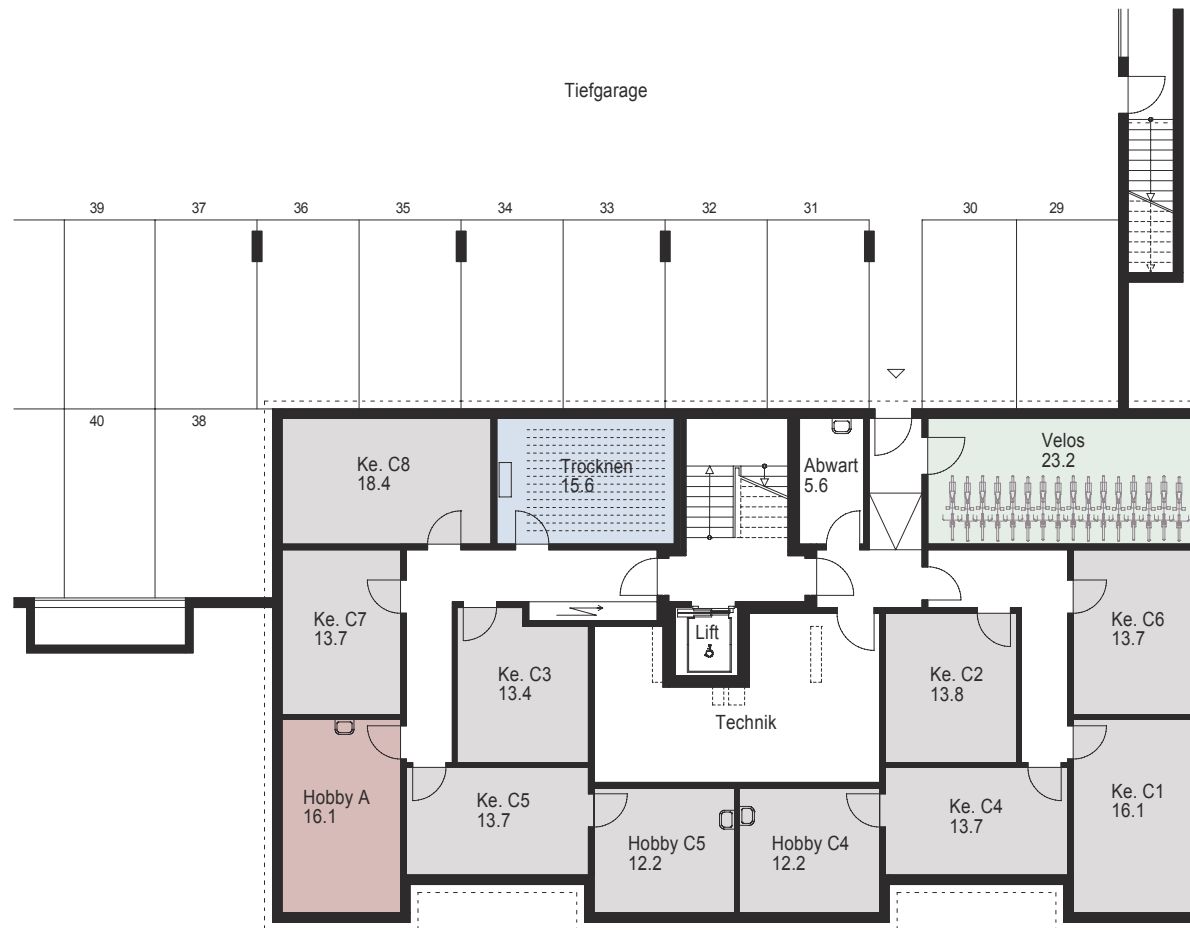 Tiefgarage
39
37
36
35
34
33
32
31
30
29
40
38
Ke. C8
18.4
Trocknen
15.6
Abwart
5.6
Velos
23.2
Ke. C7
13.7
Ke. C3
13.4
Lift
Ke. C2
13.8
Ke. C6
13.7
Technik
Hobby A
16.1
Ke. C5
13.7
Hobby C5
12.2
Hobby C4
12.2
Ke. C4
13.7
Ke. C1
16.1